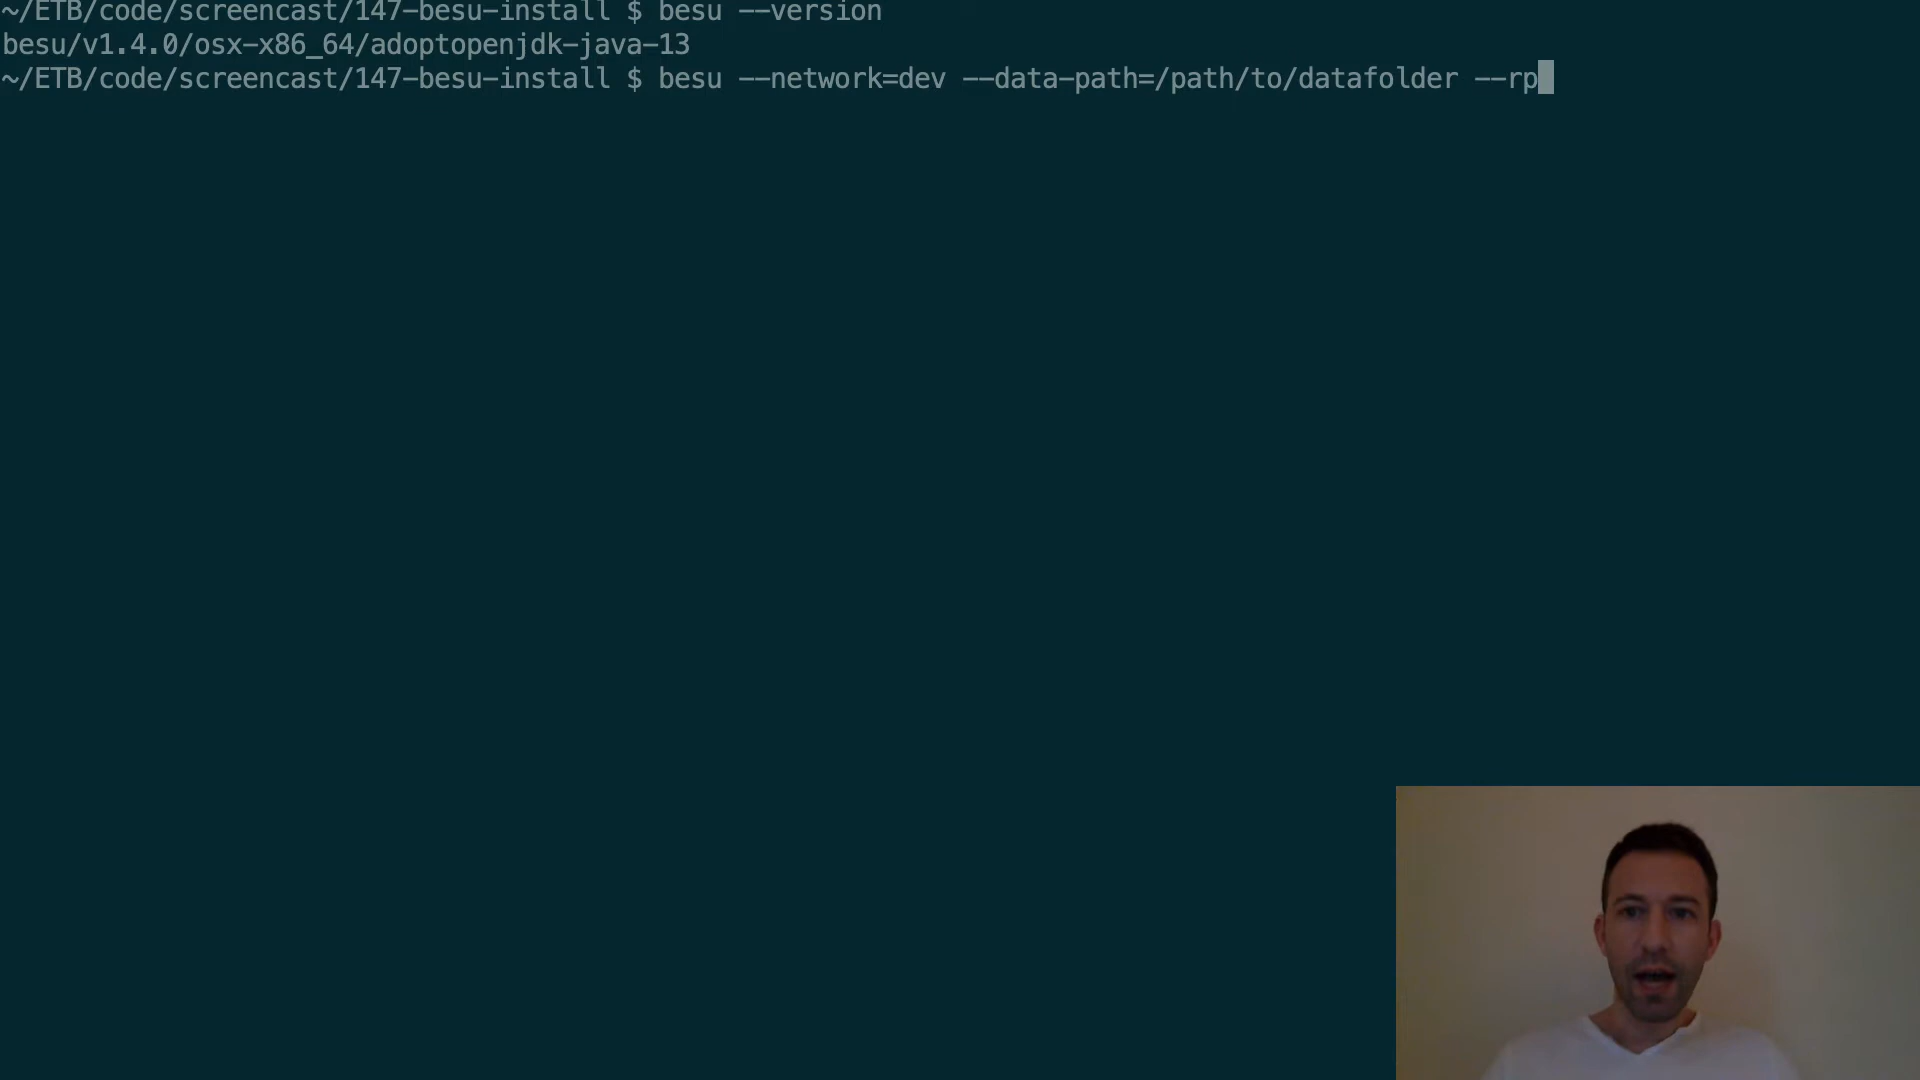 ~/ETB/code/screencast/147-besu-install $ besu --version
besu/v1.4.0/osx-x86_64/adoptopenjdk-java-13
~/ETB/code/screencast/147-besu-install $ besu --network=dev --data-path=/path/to/datafolder --rp